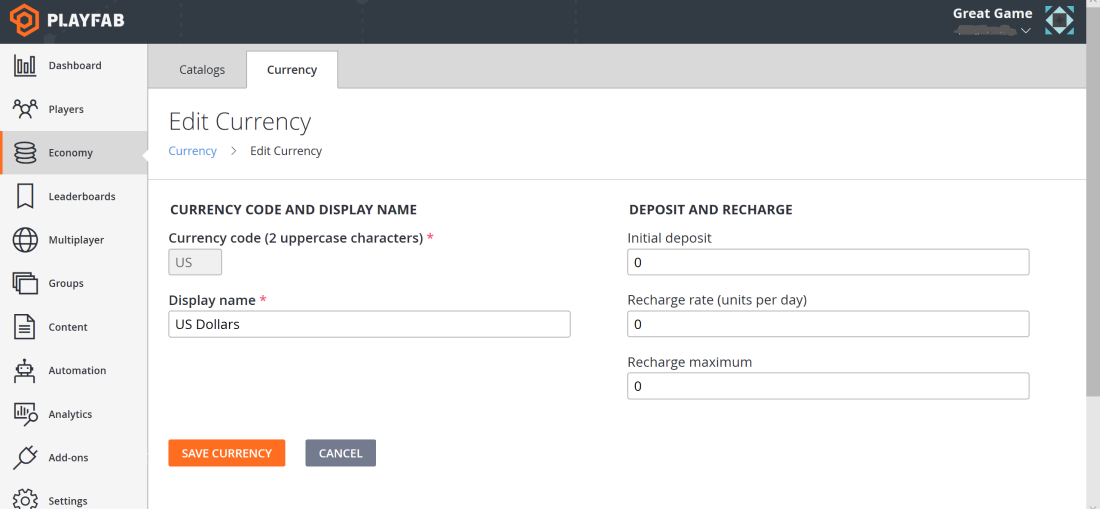 PLAYFAB
Great Game
Dashboard
Players
Economy
Leaderboards
Multiplayer
Groups
Content
Automation
Analytics
Add-ons
Settings
Catalogs
Currency
Edit Currency
Currency > Edit Currency
CURRENCY CODE AND DISPLAY NAME
Currency code (2 uppercase characters) *
US
Display name *
US Dollars
DEPOSIT AND RECHARGE
Initial deposit
0
Recharge rate (units per day)
0
Recharge maximum
0
SAVE CURRENCY
CANCEL